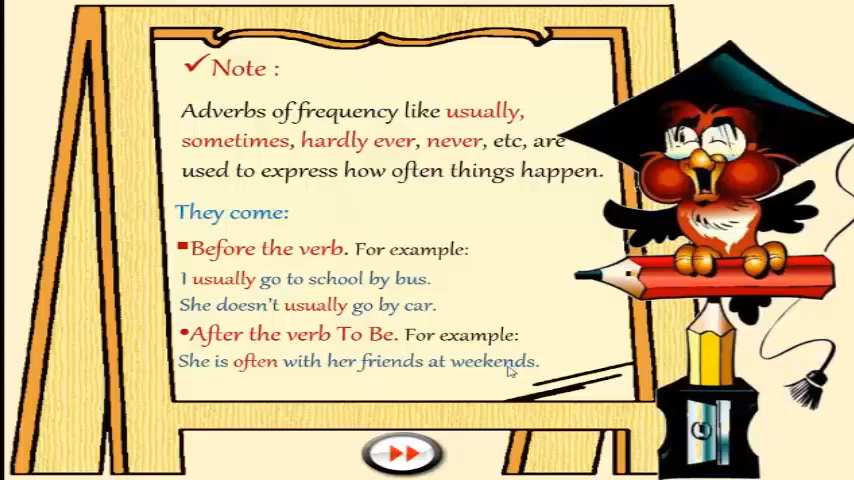 ✓Note :
Adverbs of frequency like usually,
sometimes, hardly ever, never, etc, are
used to express how often things happen.
They come:
▪Before the verb. For example:
I usually go to school by bus.
She doesn't usually go by car.
•After the verb To Be. For example:
She is often with her friends at weekends.